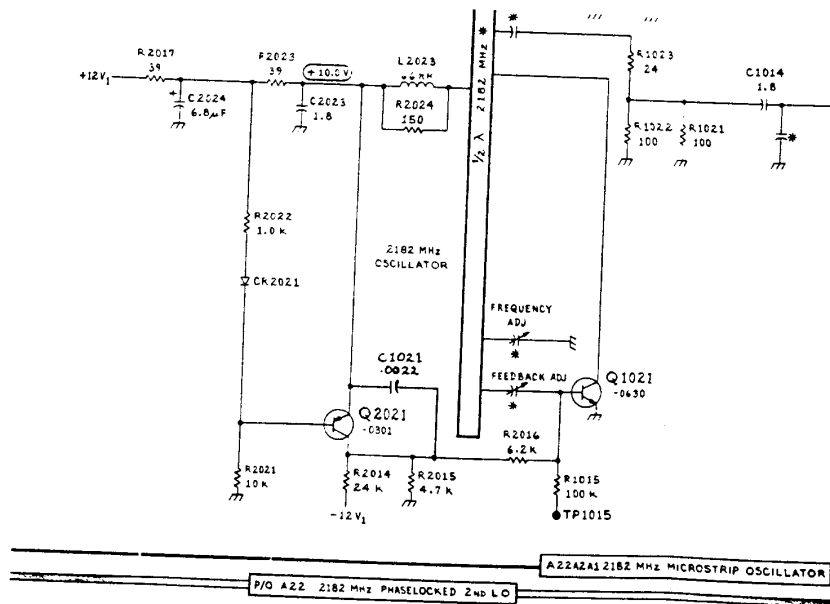 R2017
39
+12V1
C2024
6.8µF
R2023
39
+10.0V
C2023
1.8
L2023
R2024
150
1/2 λ 2182 MHz *
*
R1023
24
C1014
1.8
R1022
100
R1021
100
*
R2022
1.0K
CR2021
2182 MHz
OSCILLATOR
FREQUENCY
ADJ
*
C1021
.0022
FEEDBACK ADJ
*
Q1021
-0630
Q2021
-0301
R2021
10K
R2014
24K
-12V1
R2015
4.7K
R2016
6.2K
R1015
100K
TP1015
A22A2A1 2182 MHz MICROSTRIP OSCILLATOR
P/O A22 2182 MHz PHASELOCKED 2ND LO